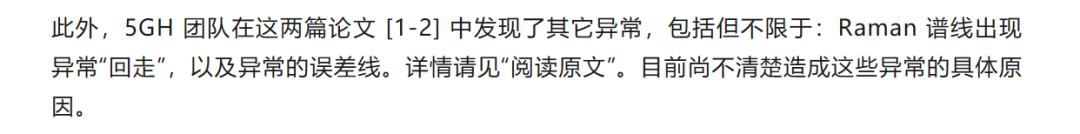 此外，5GH 团队在这两篇论文 [1-2] 中发现了其它异常，包括但不限于：Raman 谱线出现
异常“回走”，以及异常的误差线。详情请见“阅读原文”。目前尚不清楚造成这些异常的具体原
因。